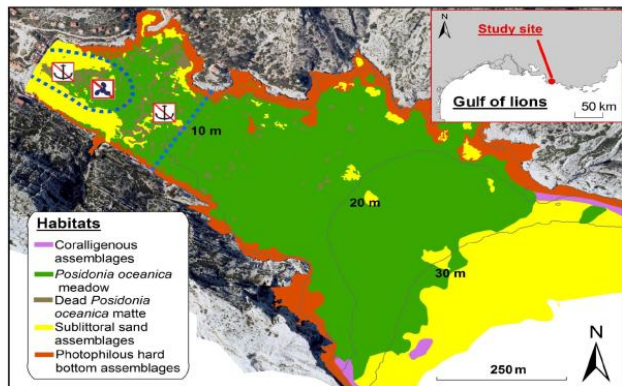 N
Study site
Gulf of lions
50 km
10 m
20 m
30 m
Habitats
Coralligenous
assemblages
Posidonia oceanica
meadow
Dead Posidonia
oceanica matte
Sublittoral sand
assemblages
Photophilous hard
bottom assemblages
N
250 m